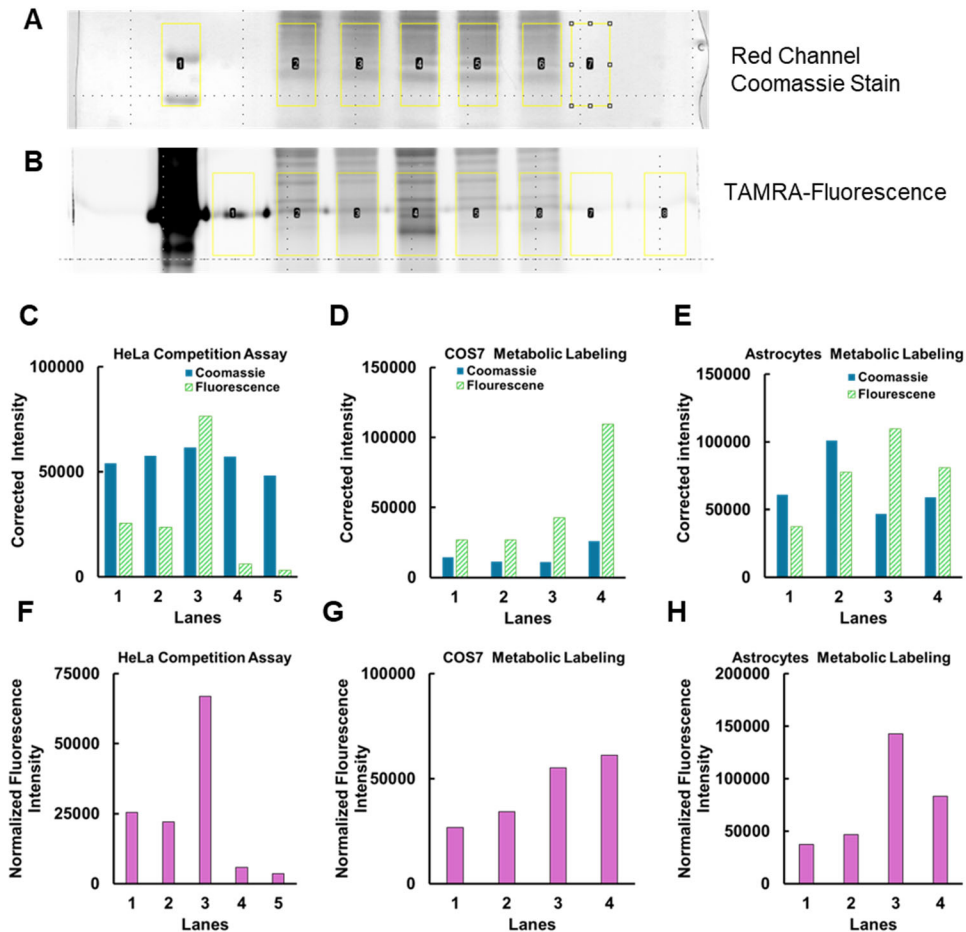 A
1 2 3 4 5 6 7
Red Channel
Coomassie Stain
B
1 2 3 4 5 6 7 8
TAMRA-Fluorescence
C
HeLa Competition Assay
Coomassie
Fluorescence
Corrected Intensity
100000
50000
0
1 2 3 4 5
Lanes
D
COS7 Metabolic Labeling
Coomassie
Flourescene
Corrected intensity
150000
100000
50000
0
1 2 3 4
Lanes
E
Astrocytes Metabolic Labeling
Coomassie
Flourescene
Corrected intensity
150000
100000
50000
0
1 2 3 4
Lanes
F
HeLa Competition Assay
Normalized Fluorescence
Intensity
75000
50000
25000
0
1 2 3 4 5
Lanes
G
COS7 Metabolic Labeling
Normalized Flourescence
Intensity
100000
50000
0
1 2 3 4
Lanes
H
Astrocytes Metabolic Labeling
Normalized Fluorescence
Intensity
200000
150000
100000
50000
0
1 2 3 4
Lanes